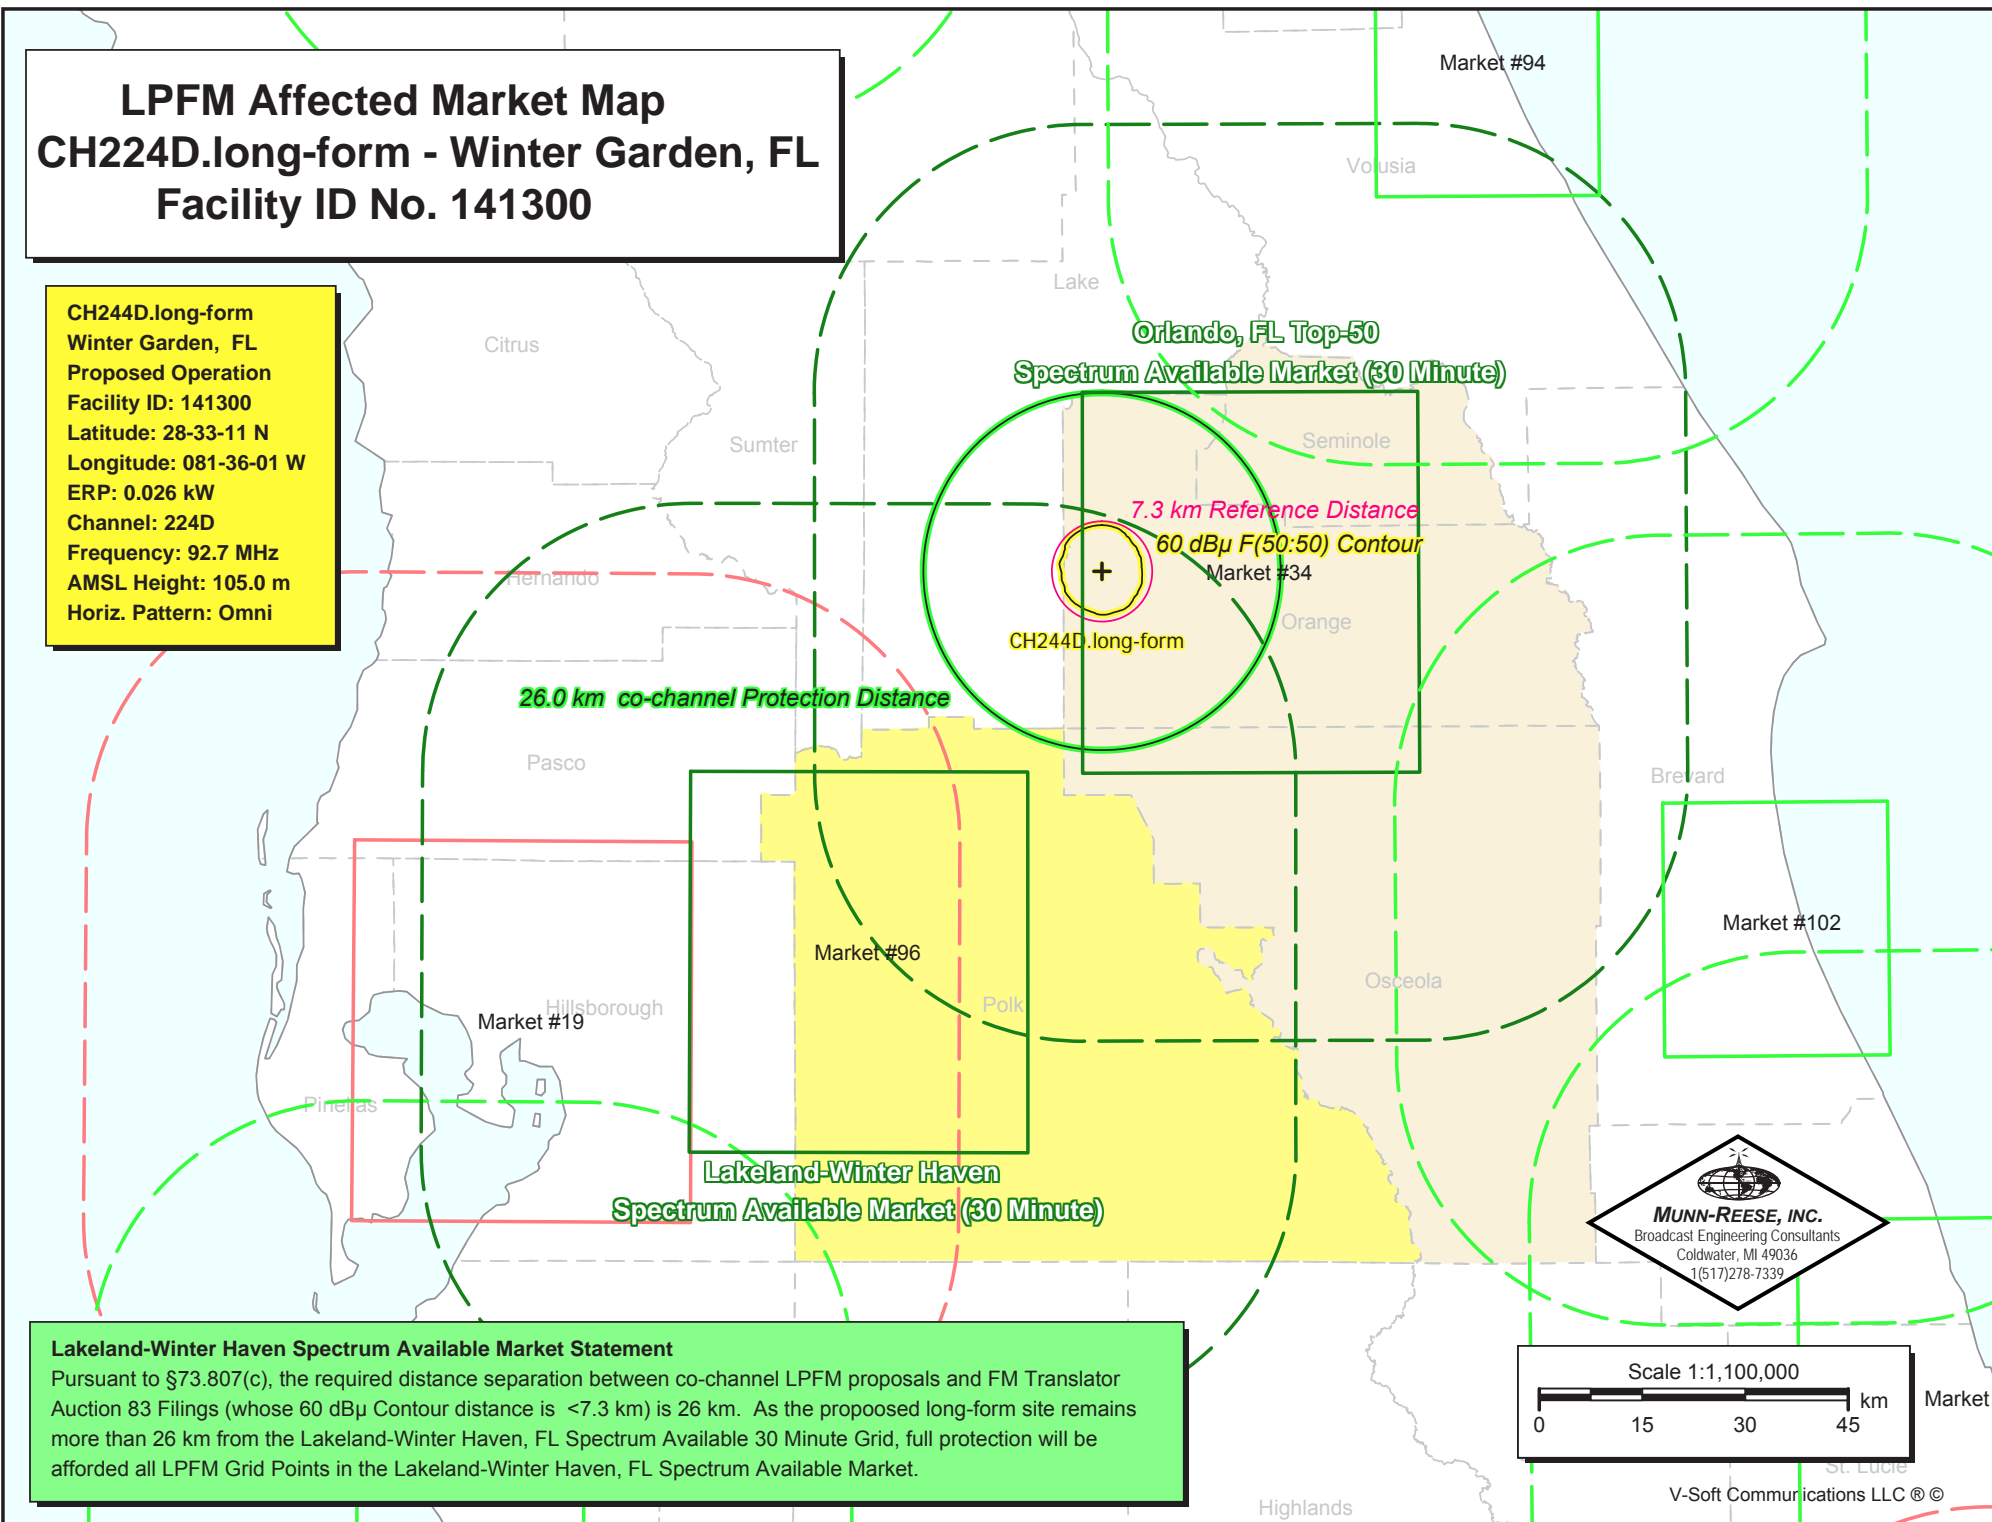 LPFM Affected Market Map
CH224D.long-form - Winter Garden, FL
Facility ID No. 141300
CH244D.long-form
Winter Garden,  FL
Proposed Operation
Facility ID: 141300
Latitude: 28-33-11 N
Longitude: 081-36-01 W
ERP: 0.026 kW
Channel: 224D
Frequency: 92.7 MHz
AMSL Height: 105.0 m
Horiz. Pattern: Omni
Market #94
Volusia
Lake
Citrus
Sumter
Orlando, FL Top-50
Spectrum Available Market (30 Minute)
Seminole
7.3 km Reference Distance
60 dBµ F(50:50) Contour
Market #34
Hernando
Orange
CH244D.long-form
26.0 km  co-channel Protection Distance
Pasco
Brevard
Market #102
Market #96
Osceola
Polk
Hillsborough
Market #19
Pinellas
Lakeland-Winter Haven
Spectrum Available Market (30 Minute)
MUNN-REESE, INC.
Broadcast Engineering Consultants
Coldwater, MI 49036
1(517)278-7339
Lakeland-Winter Haven Spectrum Available Market Statement
Pursuant to §73.807(c), the required distance separation between co-channel LPFM proposals and FM Translator
Auction 83 Filings (whose 60 dBµ Contour distance is  <7.3 km) is 26 km.  As the propoosed long-form site remains
more than 26 km from the Lakeland-Winter Haven, FL Spectrum Available 30 Minute Grid, full protection will be
afforded all LPFM Grid Points in the Lakeland-Winter Haven, FL Spectrum Available Market.
Scale 1:1,100,000
km
0 15 30 45
Market
St. Lucie
Highlands
V-Soft Communications LLC ® ©